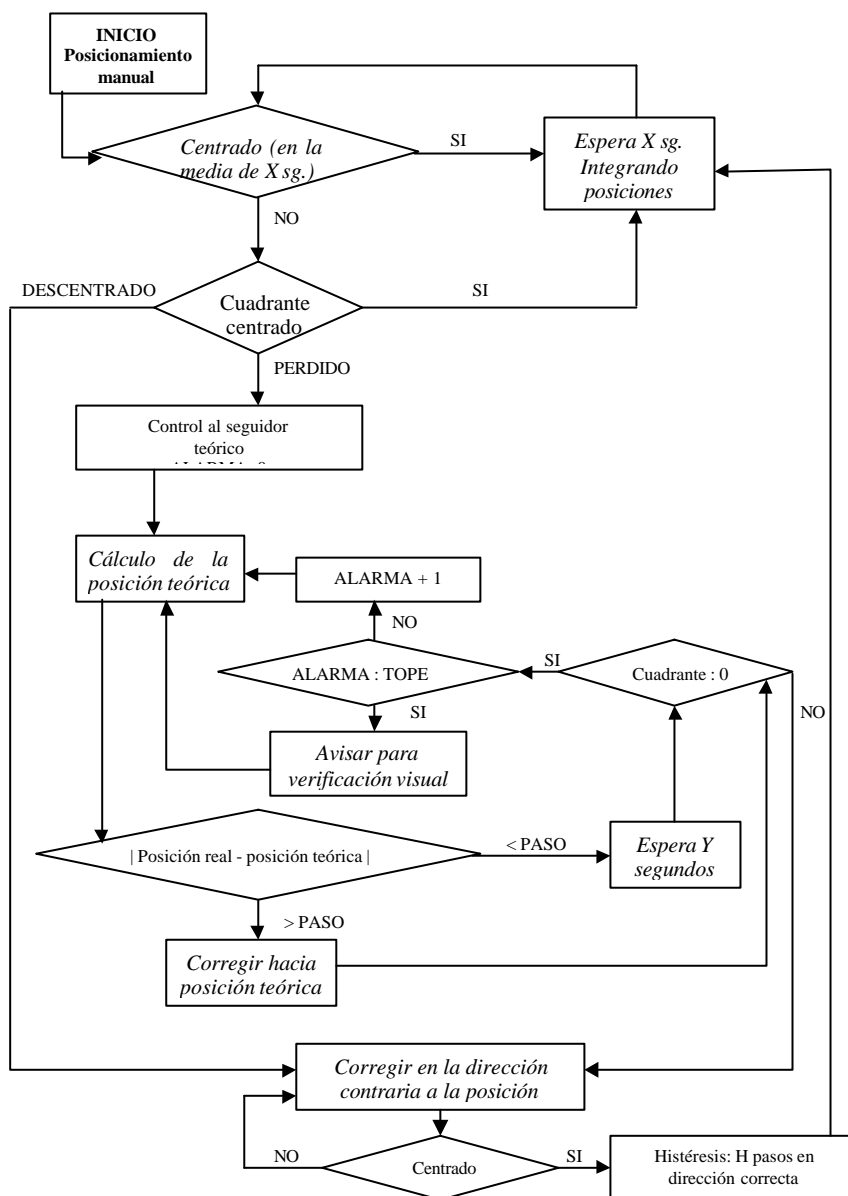 INICIO
Posicionamiento
manual
Centrado (en la
media de X sg.)
SI
Espera X sg.
Integrando
posiciones
NO
DESCENTRADO
Cuadrante
centrado
SI
PERDIDO
Control al seguidor
teórico
Cálculo de la
posición teórica
ALARMA + 1
NO
ALARMA : TOPE
SI
Cuadrante : 0
NO
SI
Avisar para
verificación visual
| Posición real - posición teórica |
< PASO
Espera Y
segundos
> PASO
Corregir hacia
posición teórica
Corregir en la dirección
contraria a la posición
NO
Centrado
SI
Histéresis: H pasos en
dirección correcta